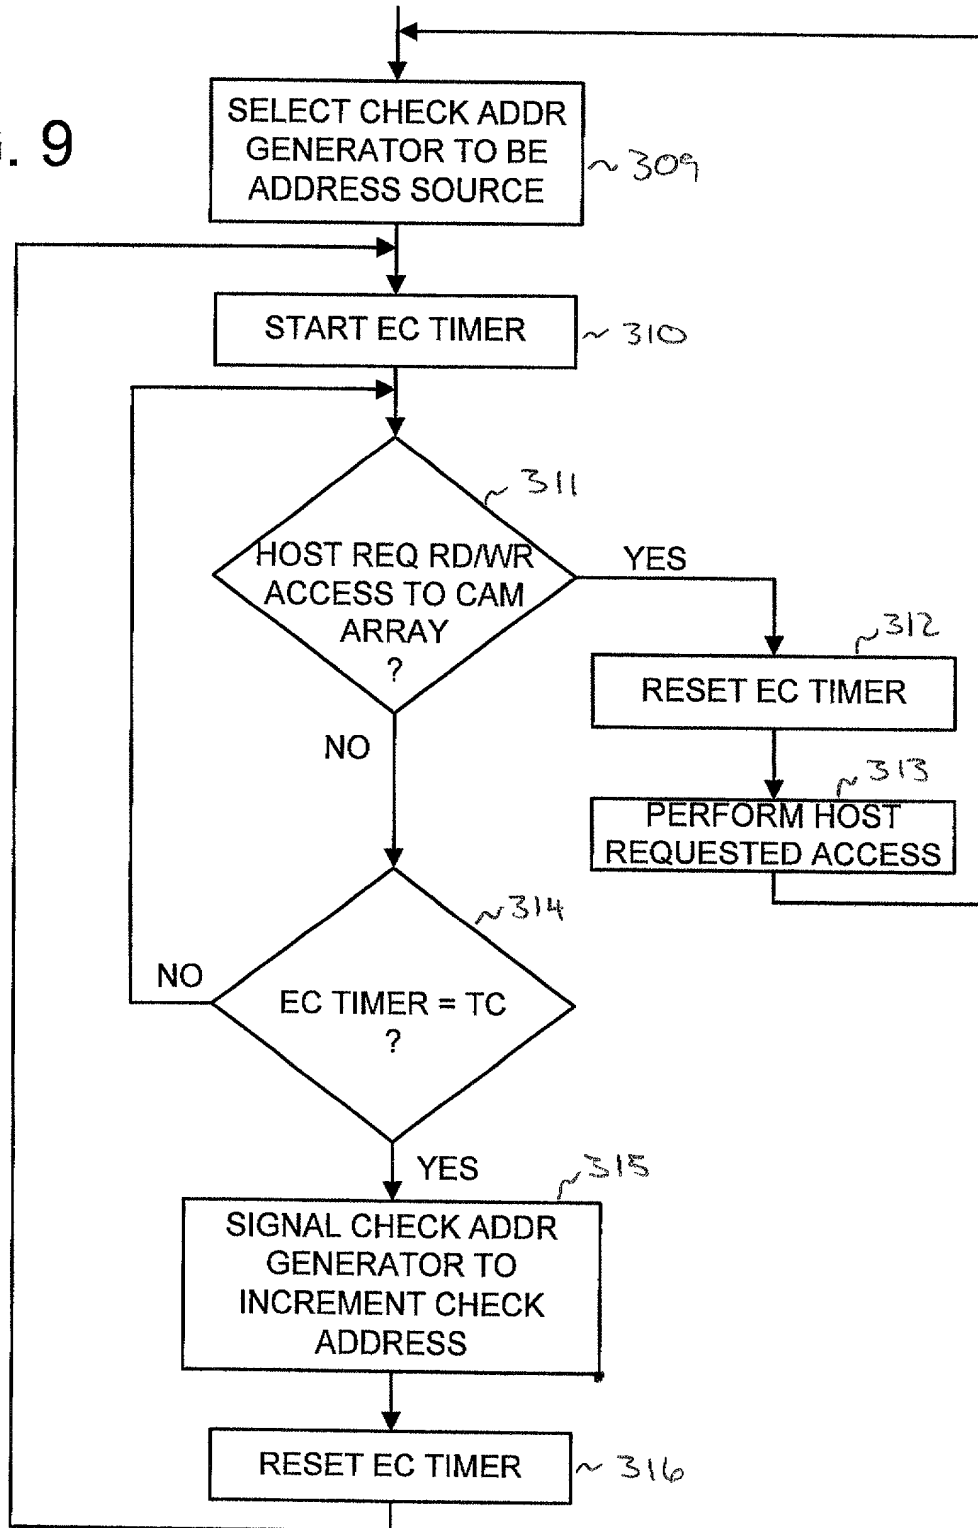 . 9
SELECT CHECK ADDR
GENERATOR TO BE
ADDRESS SOURCE
~309
START EC TIMER
~310
~311
HOST REQ RD/WR
ACCESS TO CAM
ARRAY
?
YES
~312
RESET EC TIMER
NO
~313
PERFORM HOST
REQUESTED ACCESS
~314
NO
EC TIMER = TC
?
YES
~315
SIGNAL CHECK ADDR
GENERATOR TO
INCREMENT CHECK
ADDRESS
RESET EC TIMER
~316